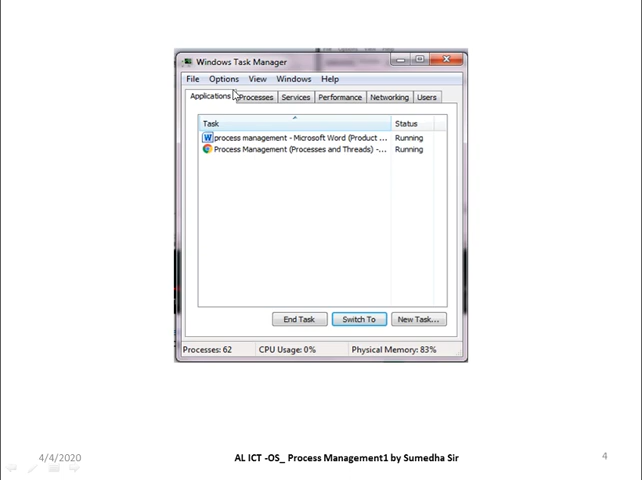 Windows Task Manager
File Options View Windows Help
Applications Processes Services Performance Networking Users
Task Status
process management - Microsoft Word (Product ... Running
Process Management (Processes and Threads) -... Running
End Task Switch To New Task...
Processes: 62 CPU Usage: 0% Physical Memory: 83%
4/4/2020 AL ICT -OS_ Process Management1 by Sumedha Sir 4